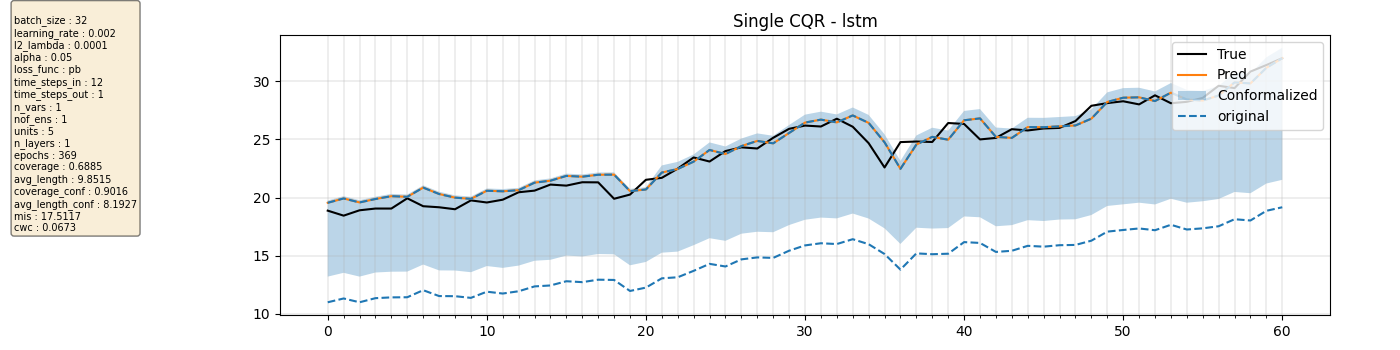 batch_size : 32
learning_rate : 0.002
l2_lambda : 0.0001
alpha : 0.05
loss_func : pb
time_steps_in : 12
time_steps_out : 1
n_vars : 1
nof_ens : 1
units : 5
n_layers : 1
epochs : 369
coverage : 0.6885
avg_length : 9.8515
coverage_conf : 0.9016
avg_length_conf : 8.1927
mis : 17.5117
cwc : 0.0673
Single CQR - lstm
True
Pred
Conformalized
original
30
25
20
15
10
0 10 20 30 40 50 60